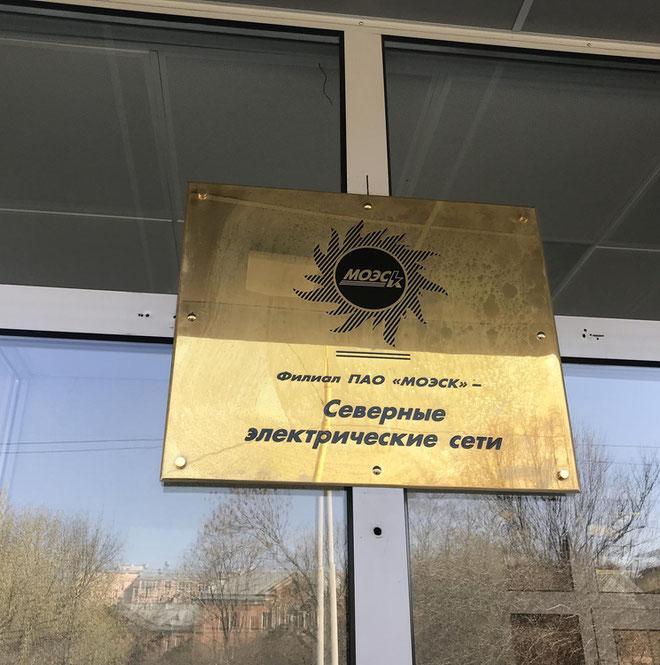 МОЭСК
Филиал ПАО «МОЭСК» –
Северные
электрические сети